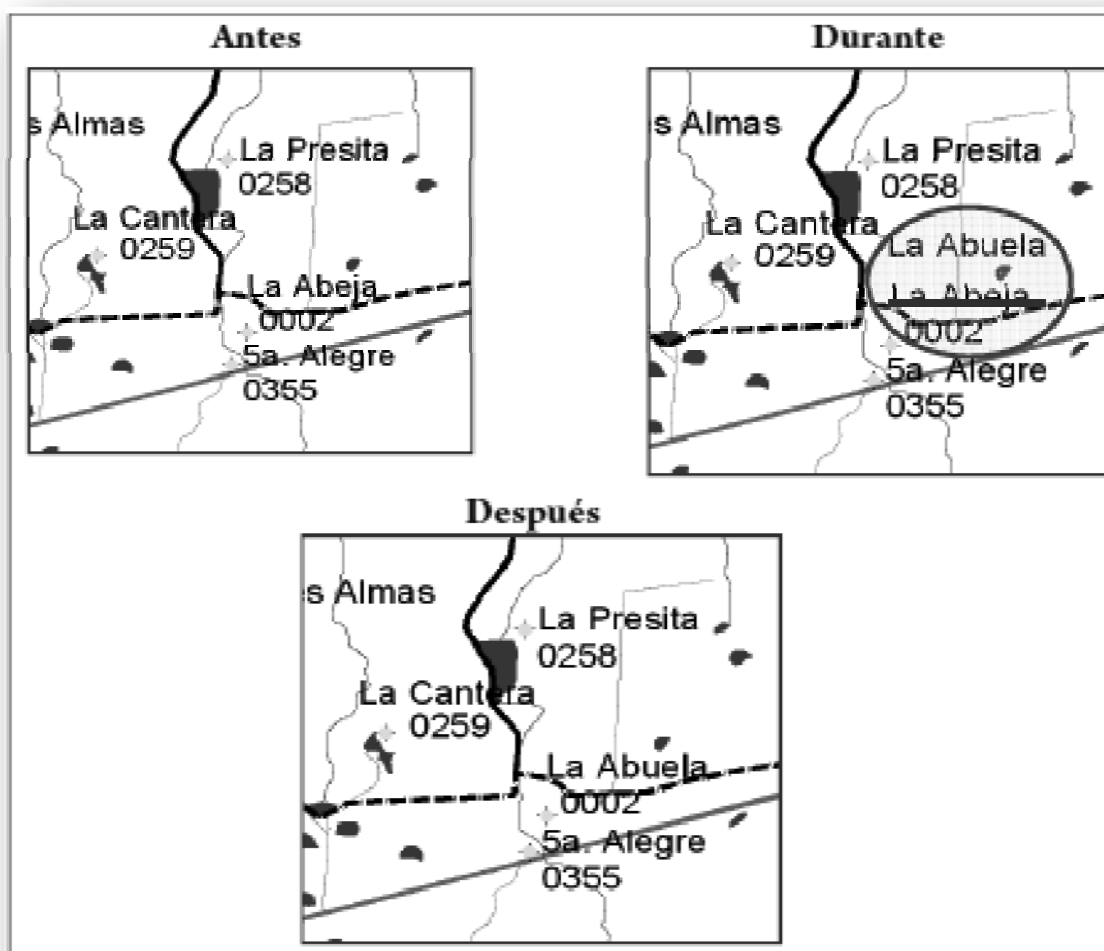 Antes
s Almas
La Presita
0258
La Cantera
0259
La Abeja
0002
5a. Alegre
0355
Durante
s Almas
La Presita
0258
La Cantera
0259
La Abuela
La Abeja
0002
5a. Alegre
0355
Después
s Almas
La Presita
0258
La Cantera
0259
La Abuela
0002
5a. Alegre
0355